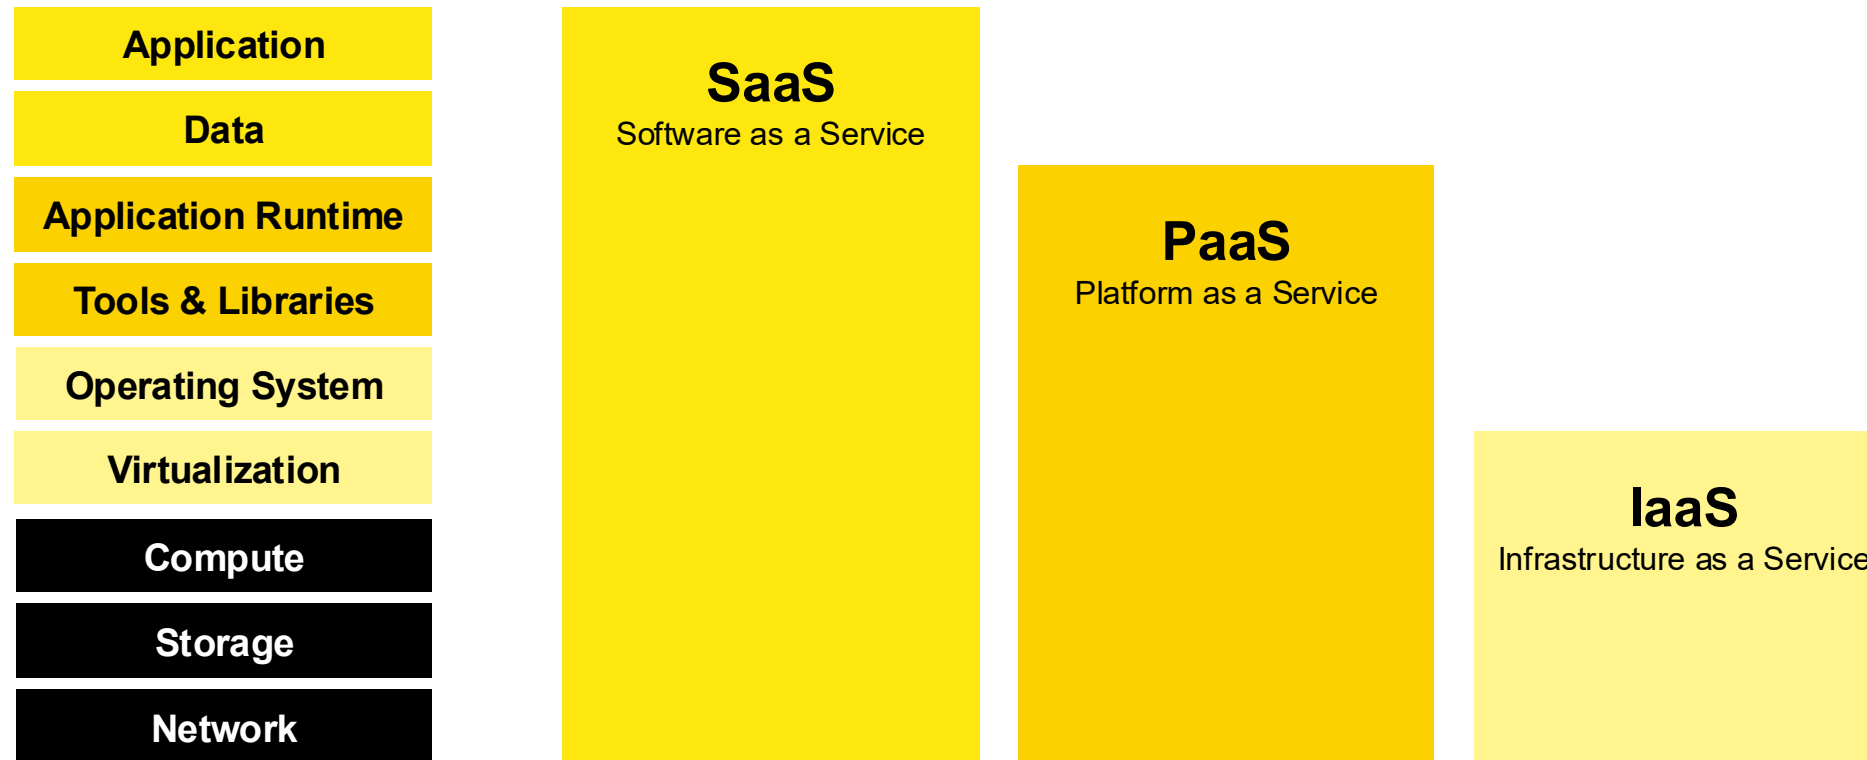 Application
Data
Application Runtime
Tools & Libraries
Operating System
Virtualization
Compute
Storage
Network
SaaS
Software as a Service
PaaS
Platform as a Service
IaaS
Infrastructure as a Service